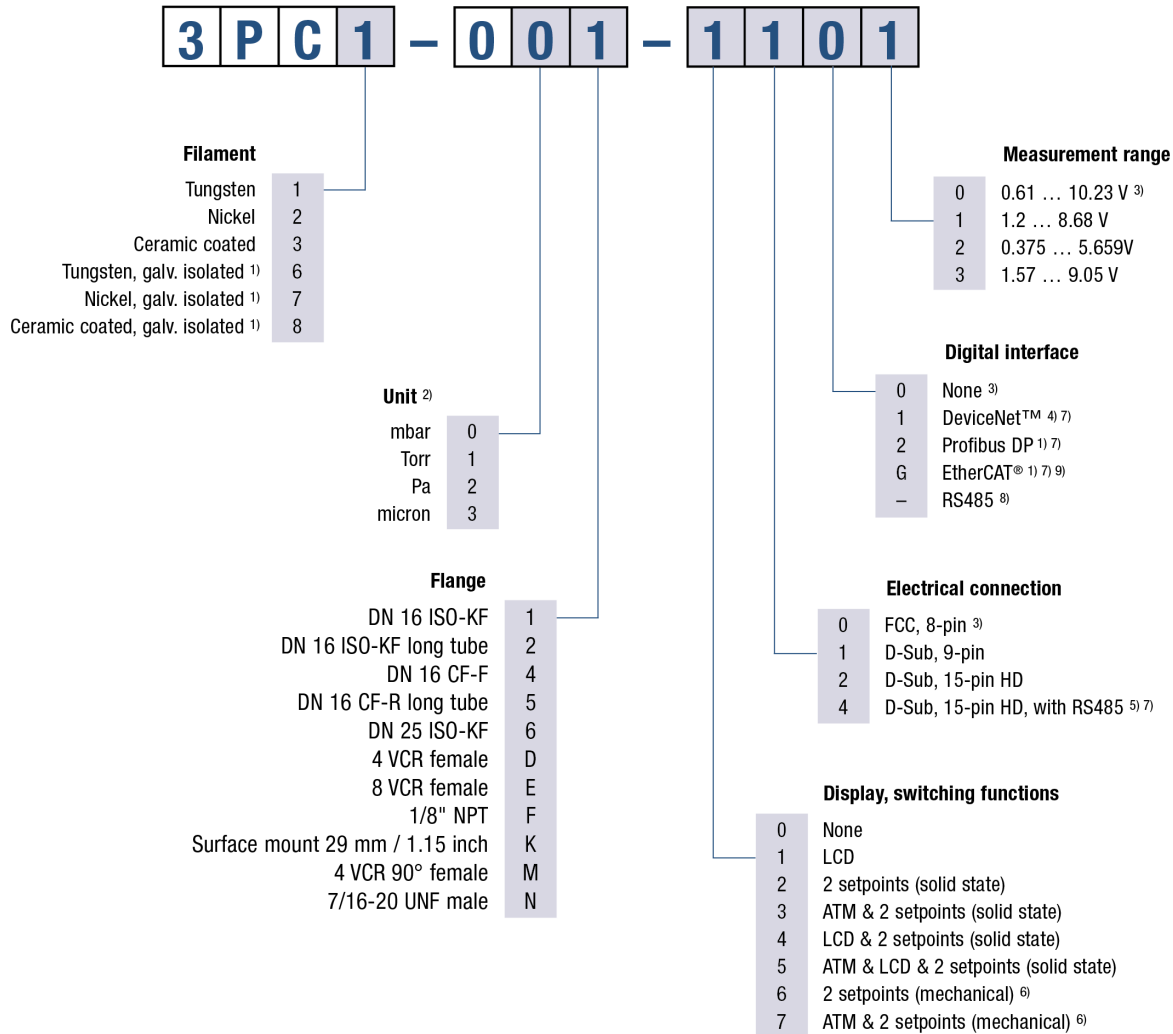 3PC1–001–1101
Filament
Tungsten 1
Nickel 2
Ceramic coated 3
Tungsten, galv. isolated 1) 6
Nickel, galv. isolated 1) 7
Ceramic coated, galv. isolated 1) 8
Unit 2)
mbar 0
Torr 1
Pa 2
micron 3
Flange
DN 16 ISO-KF 1
DN 16 ISO-KF long tube 2
DN 16 CF-F 4
DN 16 CF-R long tube 5
DN 25 ISO-KF 6
4 VCR female D
8 VCR female E
1/8" NPT F
Surface mount 29 mm / 1.15 inch K
4 VCR 90° female M
7/16-20 UNF male N
Measurement range
0 0.61 … 10.23 V 3)
1 1.2 … 8.68 V
2 0.375 … 5.659V
3 1.57 … 9.05 V
Digital interface
0 None 3)
1 DeviceNet™ 4) 7)
2 Profibus DP 1) 7)
G EtherCAT® 1) 7) 9)
– RS485 8)
Electrical connection
0 FCC, 8-pin 3)
1 D-Sub, 9-pin
2 D-Sub, 15-pin HD
4 D-Sub, 15-pin HD, with RS485 5) 7)
Display, switching functions
0 None
1 LCD
2 2 setpoints (solid state)
3 ATM & 2 setpoints (solid state)
4 LCD & 2 setpoints (solid state)
5 ATM & LCD & 2 setpoints (solid state)
6 2 setpoints (mechanical) 6)
7 ATM & 2 setpoints (mechanical) 6)